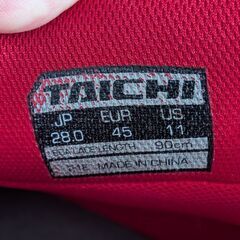 TAICHI
JP EUR US
28.0 45 11
LACE LENGTH 90cm
MADE IN CHINA